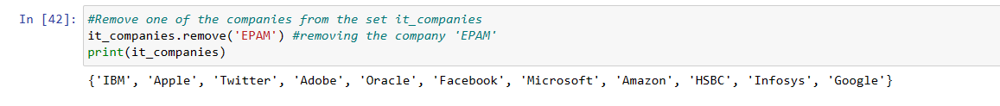 In [42]: #Remove one of the companies from the set it_companies
it_companies.remove('EPAM') #removing the company 'EPAM'
print(it_companies)
{'IBM', 'Apple', 'Twitter', 'Adobe', 'Oracle', 'Facebook', 'Microsoft', 'Amazon', 'HSBC', 'Infosys', 'Google'}